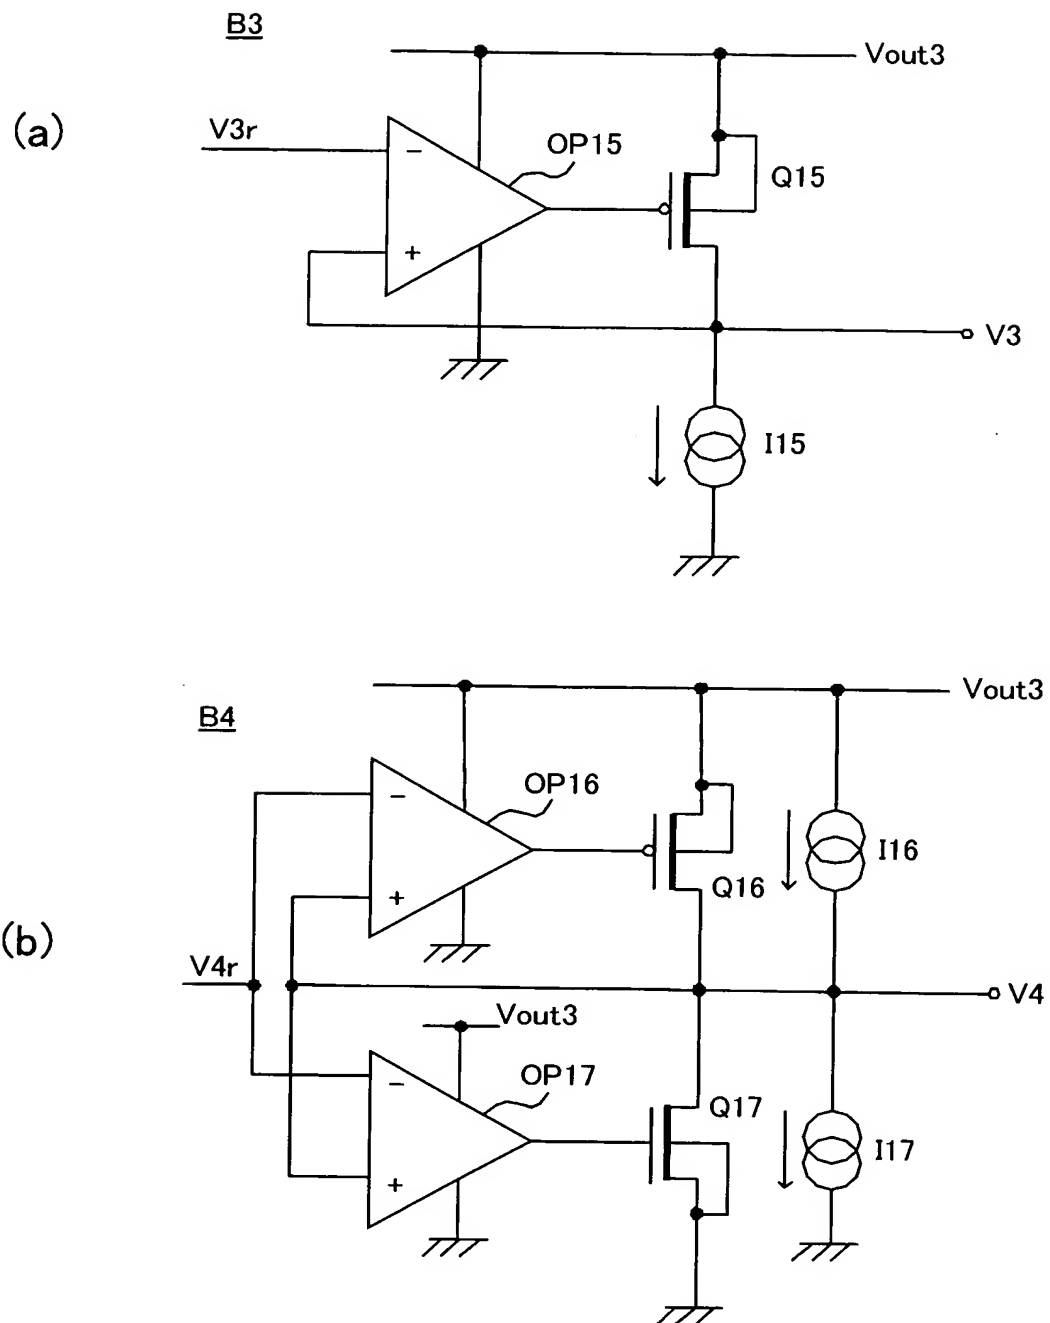 B3
Vout3
(a)
V3r
OP15
Q15
−
+
V3
I15
Vout3
B4
OP16
−
I16
Q16
+
(b)
V4r
V4
Vout3
OP17
−
Q17
I17
+